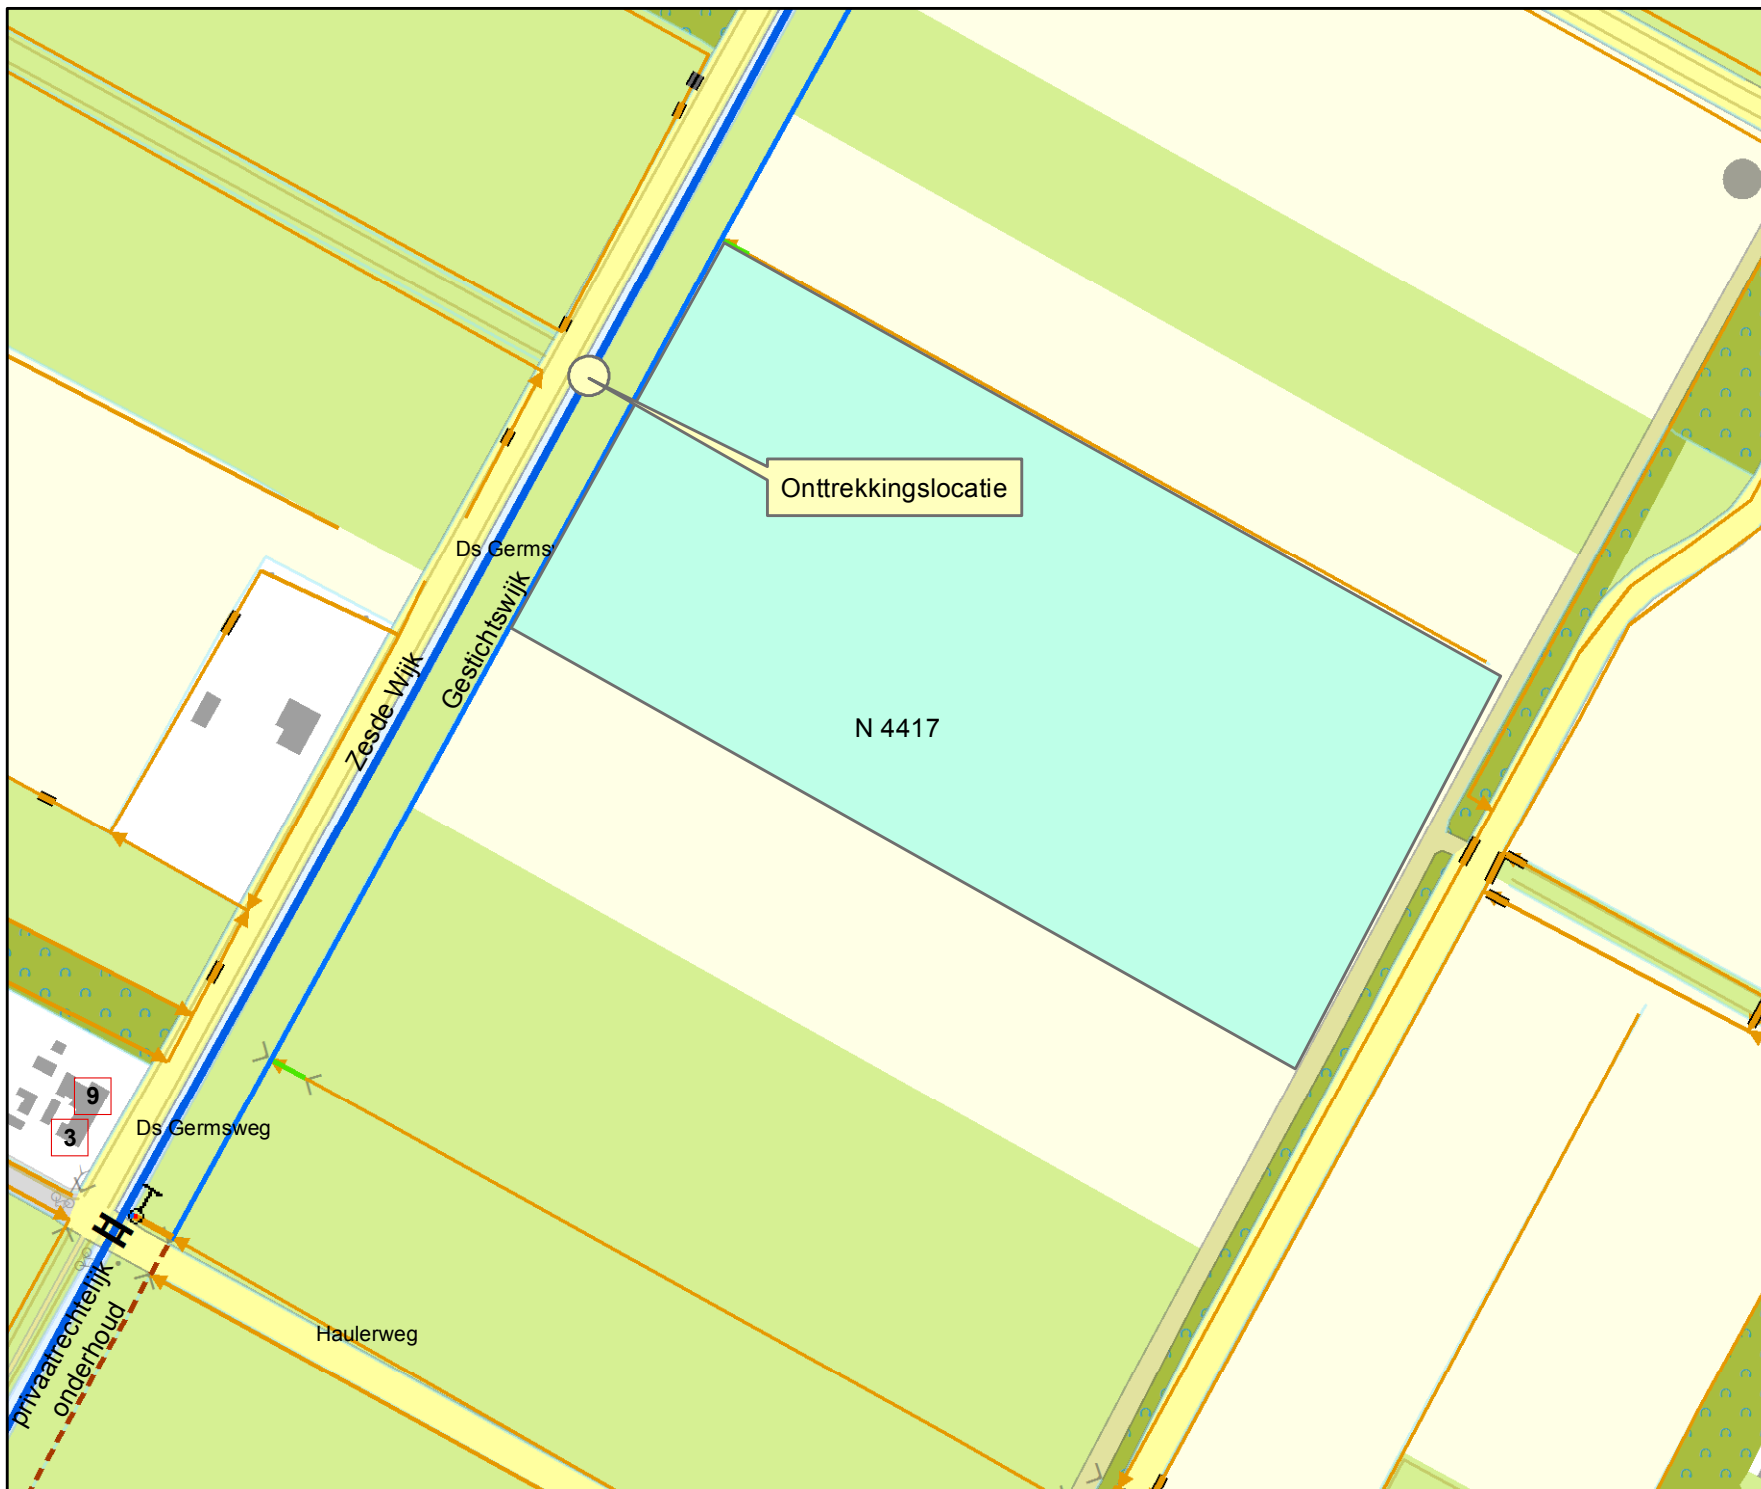 Onttrekkingslocatie
Ds Germs
Gestichtswijk
Zesde Wijk
N 4417
9
3
Ds Germsweg
privaatrechtelijk
onderhoud
Haulerweg